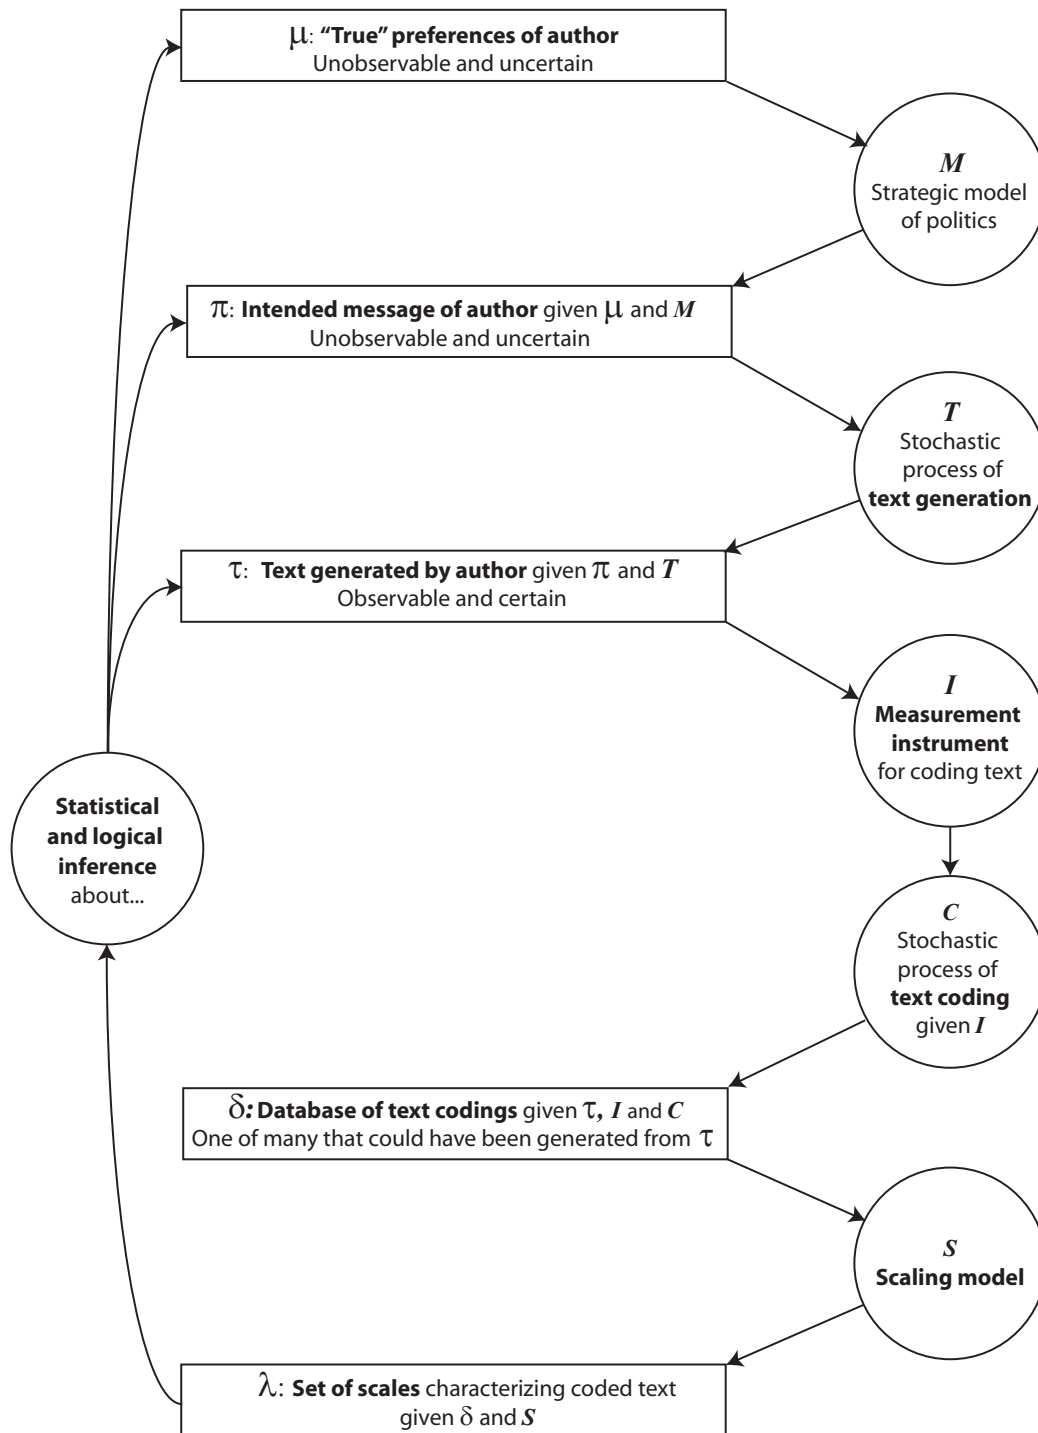 μ: “True” preferences of author
Unobservable and uncertain
M
Strategic model
of politics
π: Intended message of author given μ and M
Unobservable and uncertain
T
Stochastic
process of
text generation
τ: Text generated by author given π and T
Observable and certain
I
Measurement
instrument
for coding text
Statistical
and logical
inference
about...
C
Stochastic
process of
text coding
given I
δ: Database of text codings given τ, I and C
One of many that could have been generated from τ
S
Scaling model
λ: Set of scales characterizing coded text
given δ and S